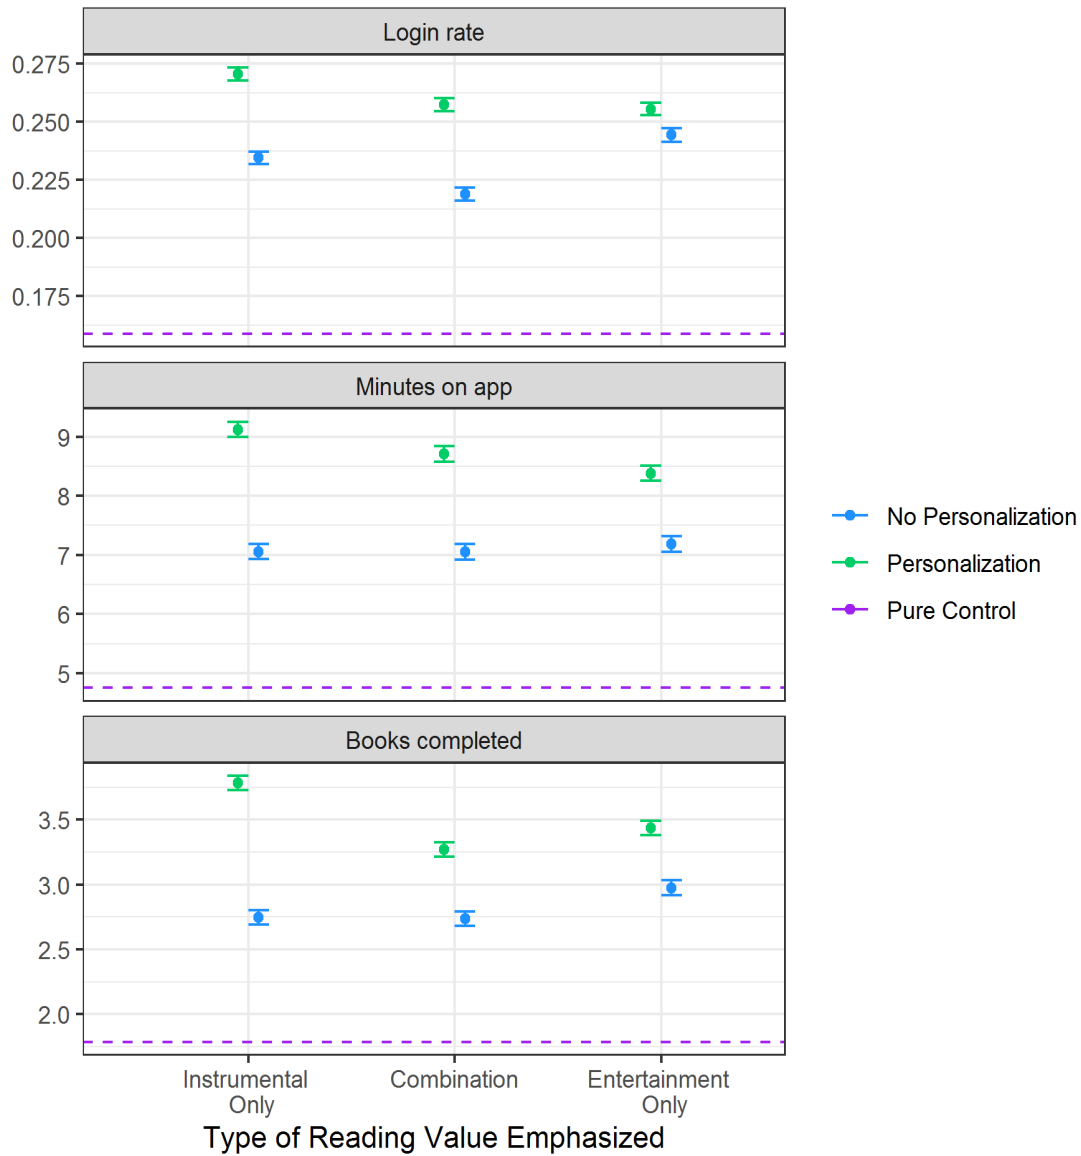 Login rate
0.275
0.250
0.225
0.200
0.175
Minutes on app
9
8
7
6
5
Books completed
3.5
3.0
2.5
2.0
Instrumental
Only
Combination
Entertainment
Only
Type of Reading Value Emphasized
No Personalization
Personalization
Pure Control